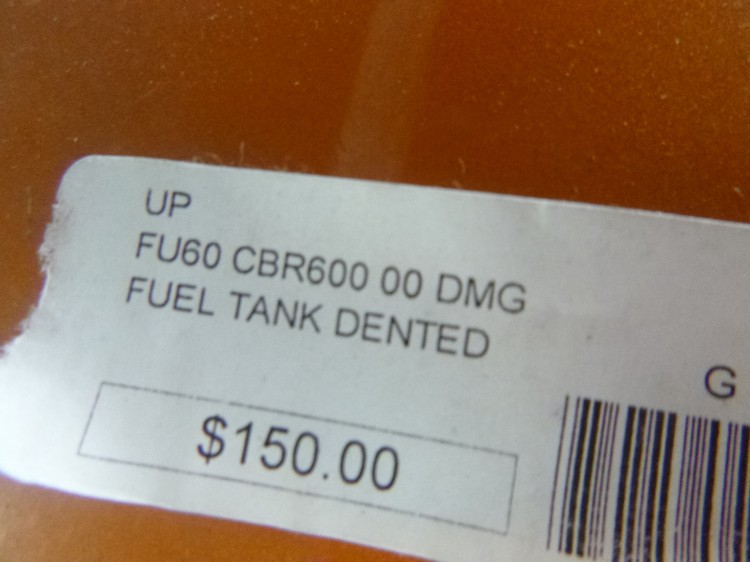 UP
FU60 CBR600 00 DMG
FUEL TANK DENTED
$150.00
G